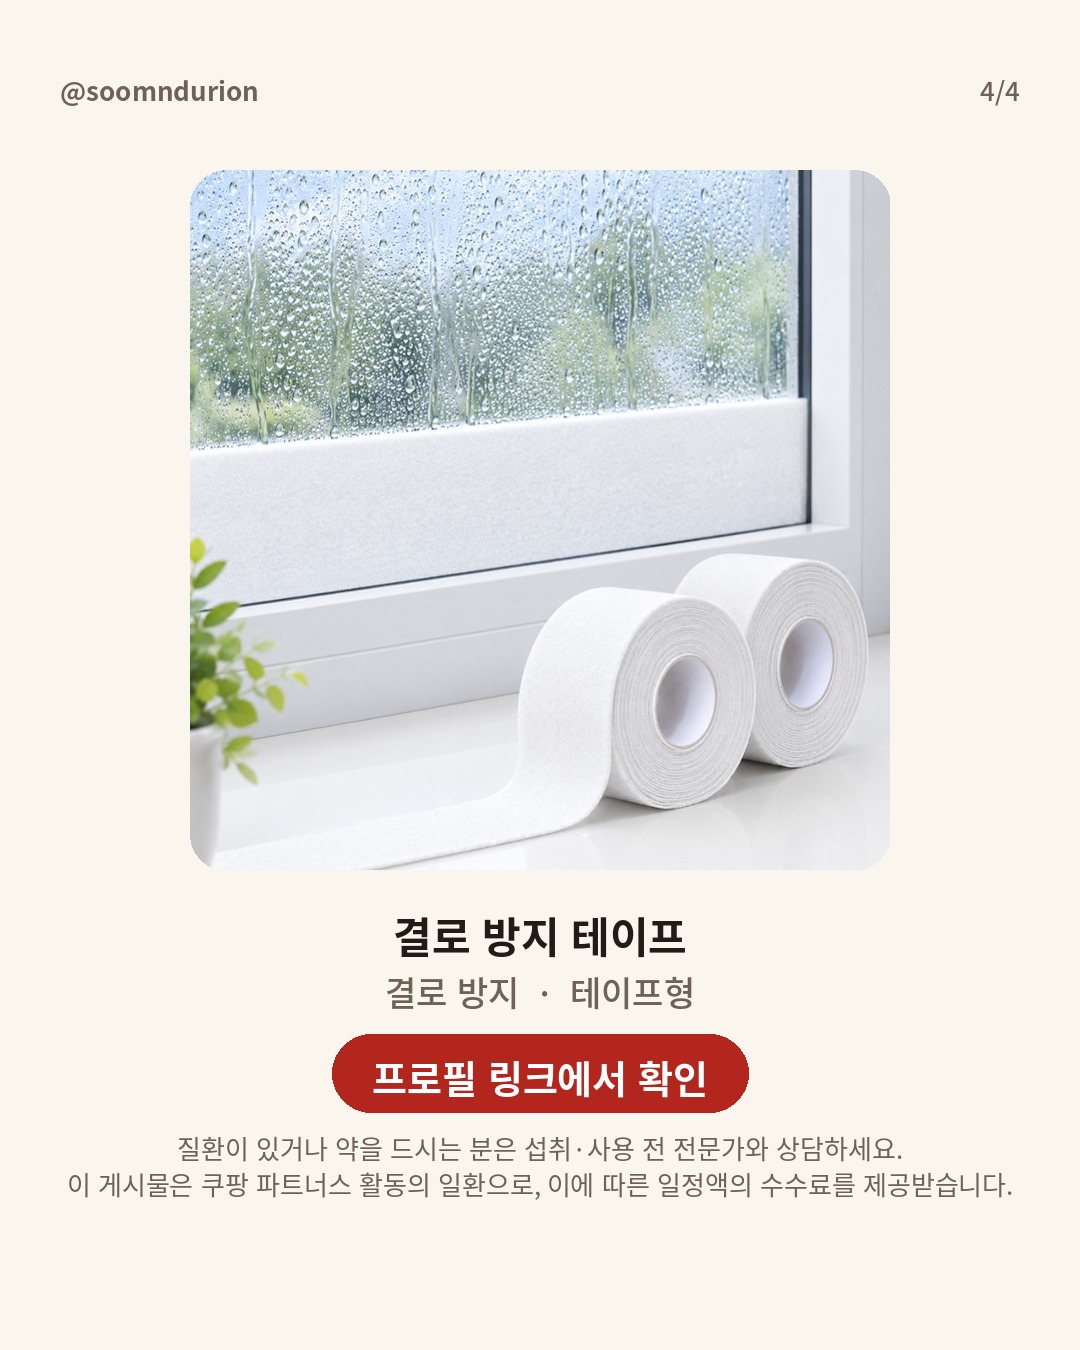 @soomndurion
4/4
결로 방지 테이프
결로 방지 · 테이프형
프로필 링크에서 확인
질환이 있거나 약을 드시는 분은 섭취·사용 전 전문가와 상담하세요.
이 게시물은 쿠팡 파트너스 활동의 일환으로, 이에 따른 일정액의 수수료를 제공받습니다.